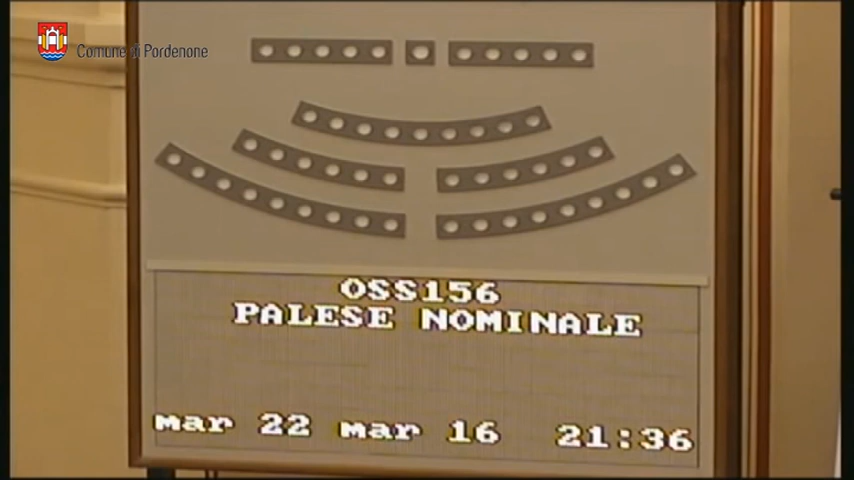 Comune di Pordenone
OSS156
PALESE NOMINALE
mar 22 mar 16 21:36